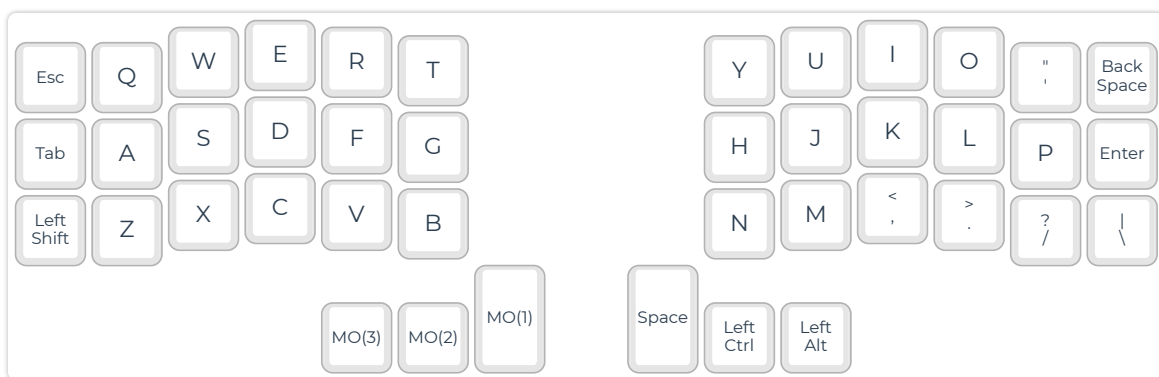 Esc Q W E R T Y U I O " ' Back Space
Tab A S D F G H J K L P Enter
Left Shift Z X C V B N M < , > . ? / | \
MO(3) MO(2) MO(1) Space Left Ctrl Left Alt